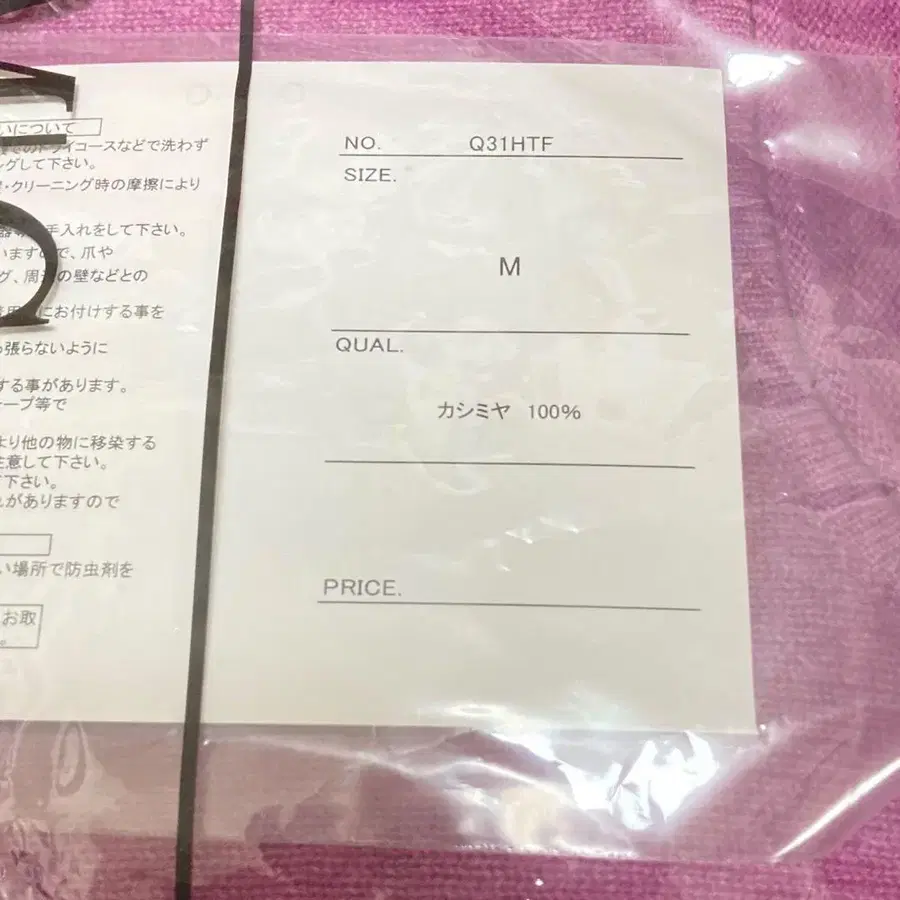 いについて
ドライコースなどで洗わず
グして下さい。
・クリーニング時の摩擦により
手入れをして下さい。
いますので、爪や
グ、周りの壁などとの
にお付けする事を
張らないように
する事があります。
ープ等で
より他の物に移染する
注意して下さい。
下さい。
れがありますので
い場所で防虫剤を
お取
。
NO. Q31HTF
SIZE.
M
QUAL.
カシミヤ 100%
PRICE.